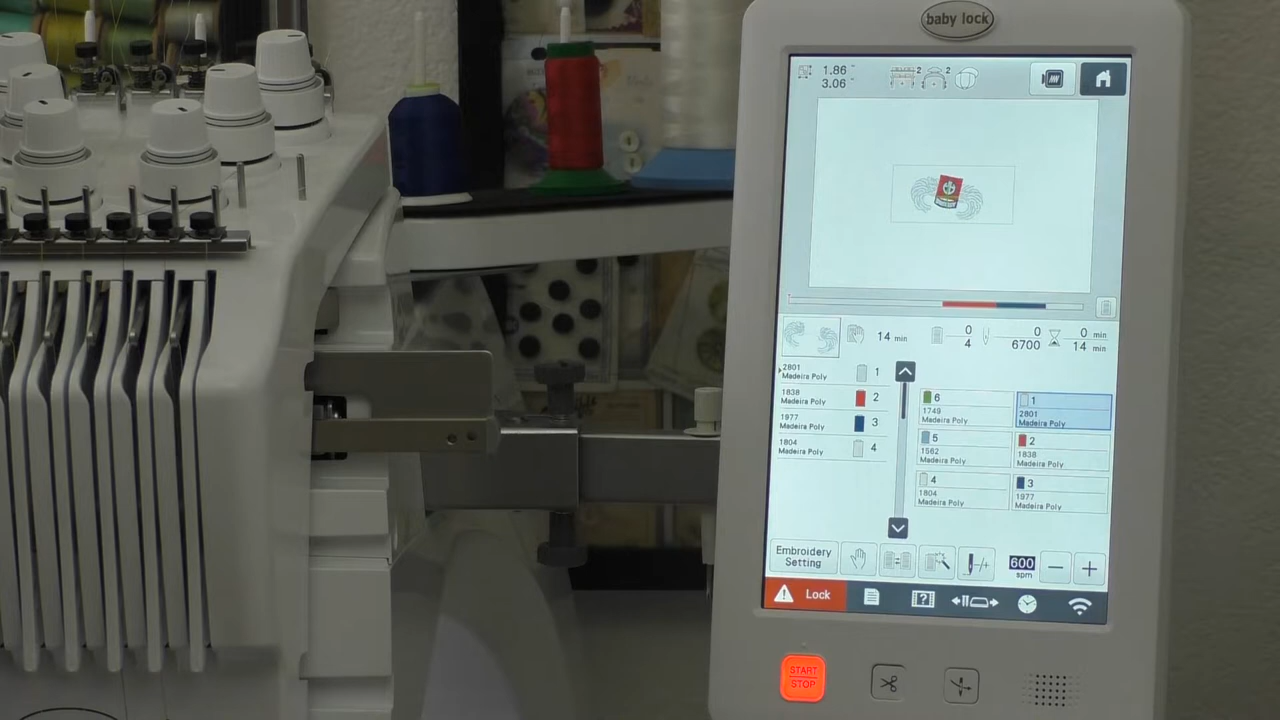 baby lock
1.86 "
3.06 "
2 2
14 min
0
4
0
6700
0 min
14 min
2801
Madeira Poly
1
1838
Madeira Poly
2
1977
Madeira Poly
3
1804
Madeira Poly
4
6
1749
Madeira Poly
1
2801
Madeira Poly
5
1562
Madeira Poly
2
1838
Madeira Poly
4
1804
Madeira Poly
3
1977
Madeira Poly
Embroidery
Setting
-/+
600
spm
− +
Lock
?
START
STOP